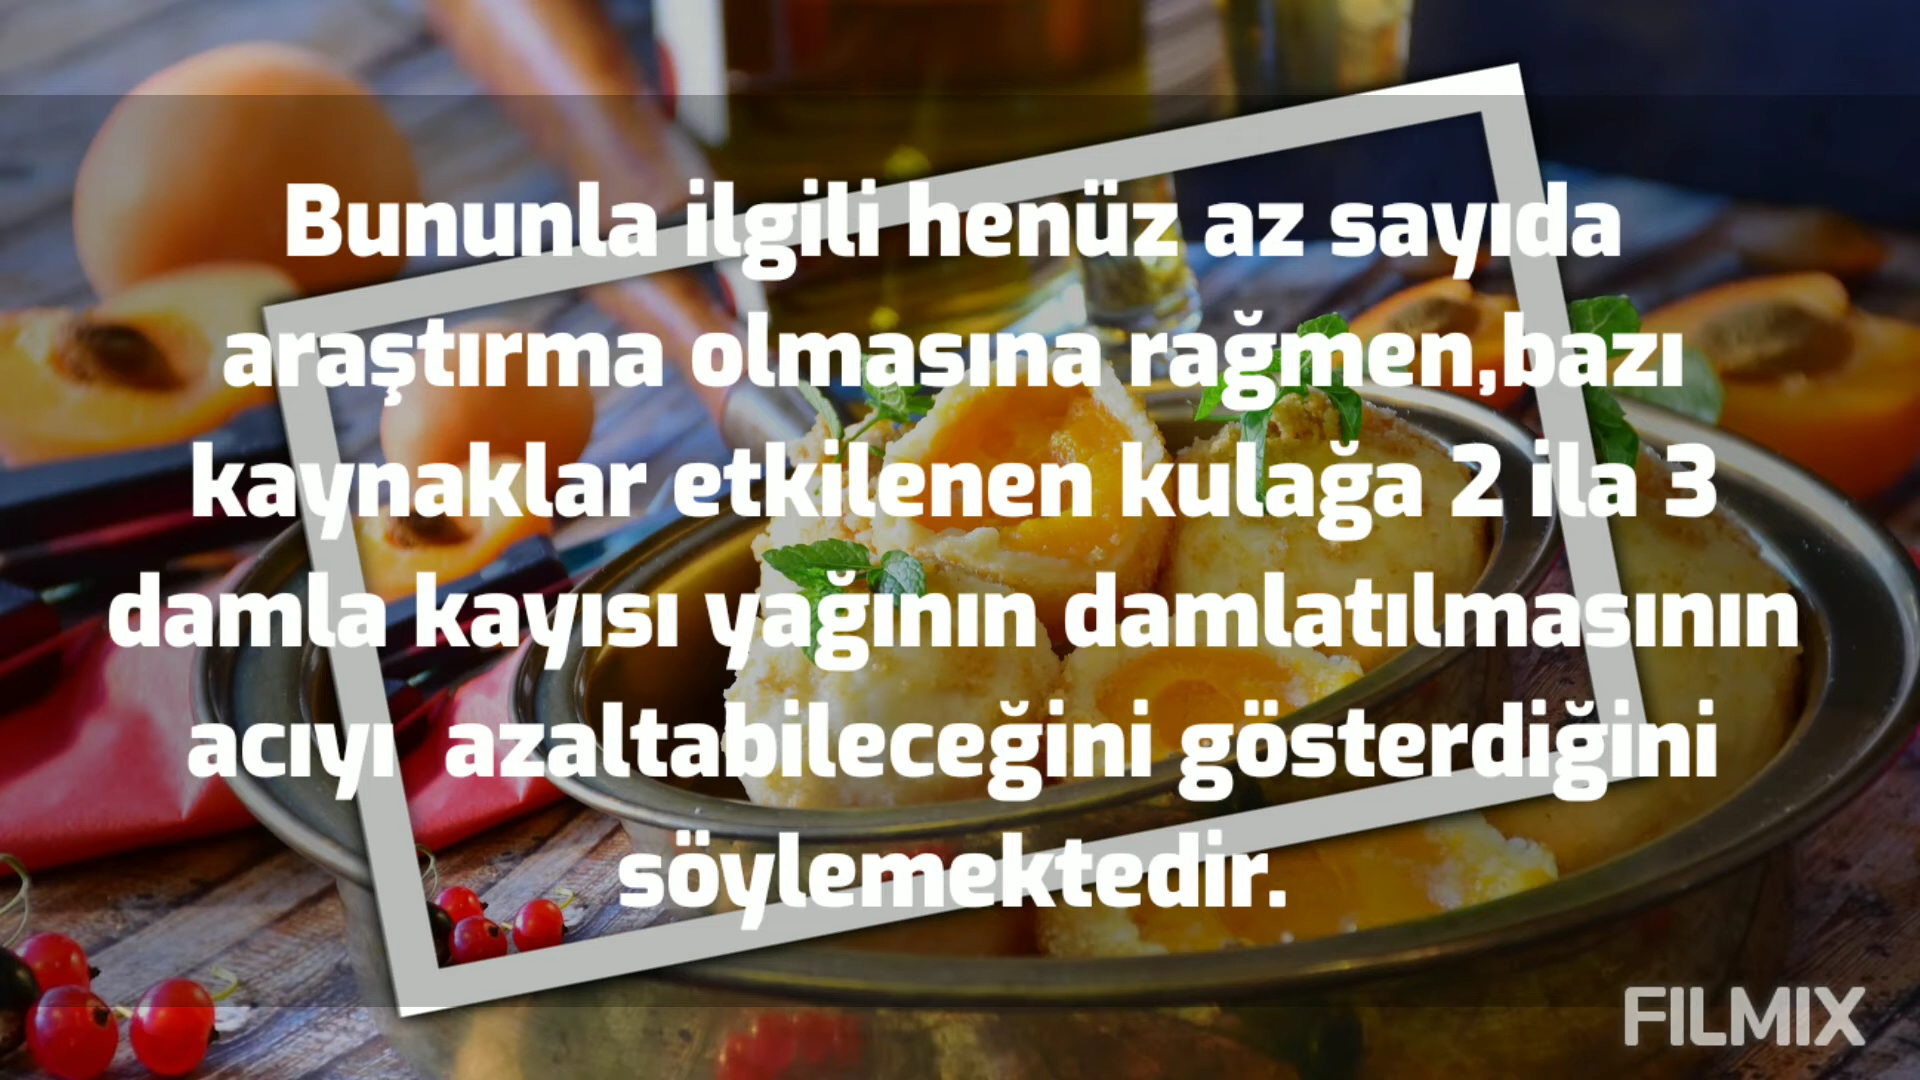 Bununla ilgili henüz az sayıda
araştırma olmasına rağmen,bazı
kaynaklar etkilenen kulağa 2 ila 3
damla kayısı yağının damlatılmasının
acıyı  azaltabileceğini gösterdiğini
söylemektedir.
FILMIX